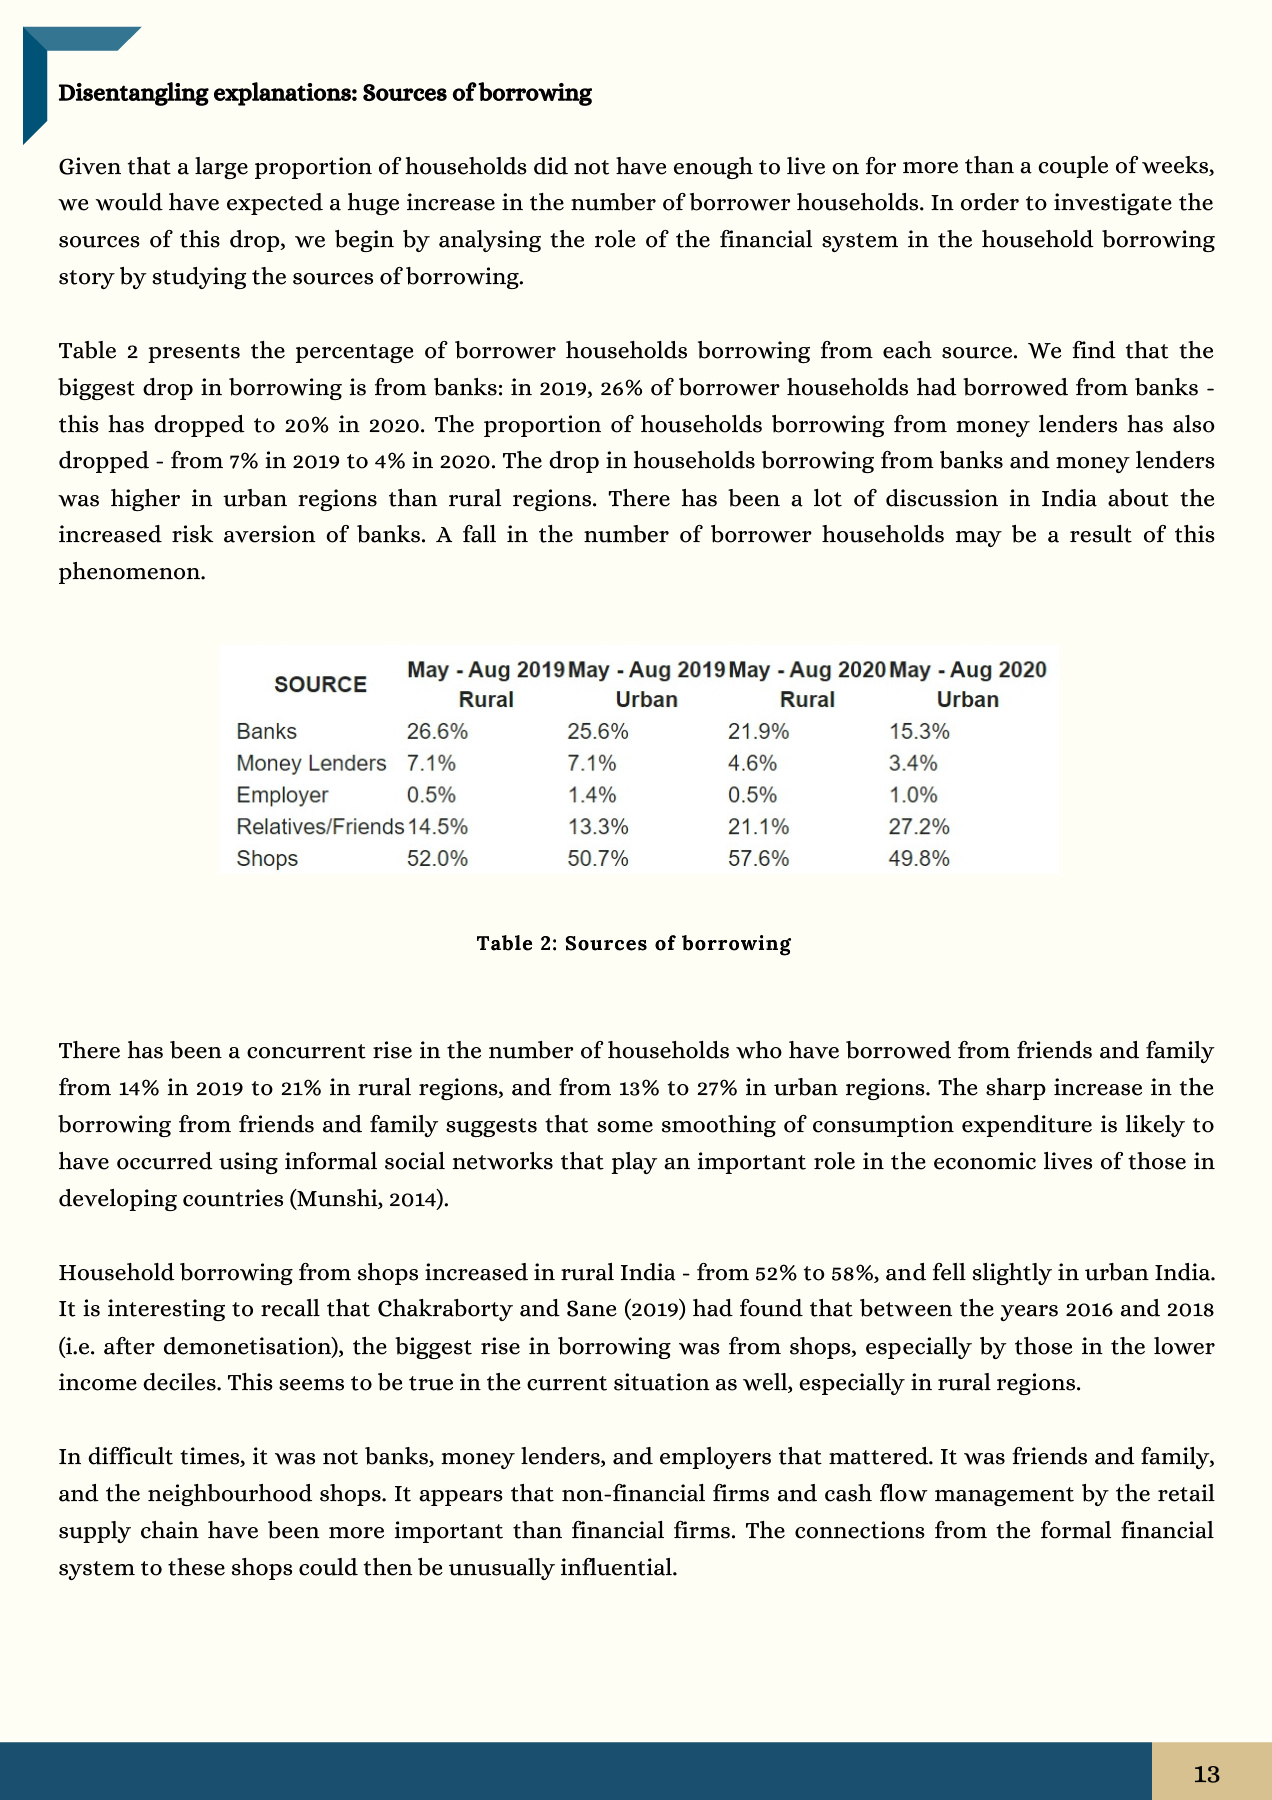 Disentangling explanations: Sources of borrowing
Given that a large proportion of households did not have enough to live on for more than a couple of weeks,
we would have expected a huge increase in the number of borrower households. In order to investigate the
sources of this drop, we begin by analysing the role of the financial system in the household borrowing
story by studying the sources of borrowing.
Table 2 presents the percentage of borrower households borrowing from each source. We find that the
biggest drop in borrowing is from banks: in 2019, 26% of borrower households had borrowed from banks -
this has dropped to 20% in 2020. The proportion of households borrowing from money lenders has also
dropped - from 7% in 2019 to 4% in 2020. The drop in households borrowing from banks and money lenders
was higher in urban regions than rural regions. There has been a lot of discussion in India about the
increased risk aversion of banks. A fall in the number of borrower households may be a result of this
phenomenon.
SOURCE May - Aug 2019 May - Aug 2019 May - Aug 2020 May - Aug 2020
Rural Urban Rural Urban
Banks 26.6% 25.6% 21.9% 15.3%
Money Lenders 7.1% 7.1% 4.6% 3.4%
Employer 0.5% 1.4% 0.5% 1.0%
Relatives/Friends 14.5% 13.3% 21.1% 27.2%
Shops 52.0% 50.7% 57.6% 49.8%
Table 2: Sources of borrowing
There has been a concurrent rise in the number of households who have borrowed from friends and family
from 14% in 2019 to 21% in rural regions, and from 13% to 27% in urban regions. The sharp increase in the
borrowing from friends and family suggests that some smoothing of consumption expenditure is likely to
have occurred using informal social networks that play an important role in the economic lives of those in
developing countries (Munshi, 2014).
Household borrowing from shops increased in rural India - from 52% to 58%, and fell slightly in urban India.
It is interesting to recall that Chakraborty and Sane (2019) had found that between the years 2016 and 2018
(i.e. after demonetisation), the biggest rise in borrowing was from shops, especially by those in the lower
income deciles. This seems to be true in the current situation as well, especially in rural regions.
In difficult times, it was not banks, money lenders, and employers that mattered. It was friends and family,
and the neighbourhood shops. It appears that non-financial firms and cash flow management by the retail
supply chain have been more important than financial firms. The connections from the formal financial
system to these shops could then be unusually influential.
13